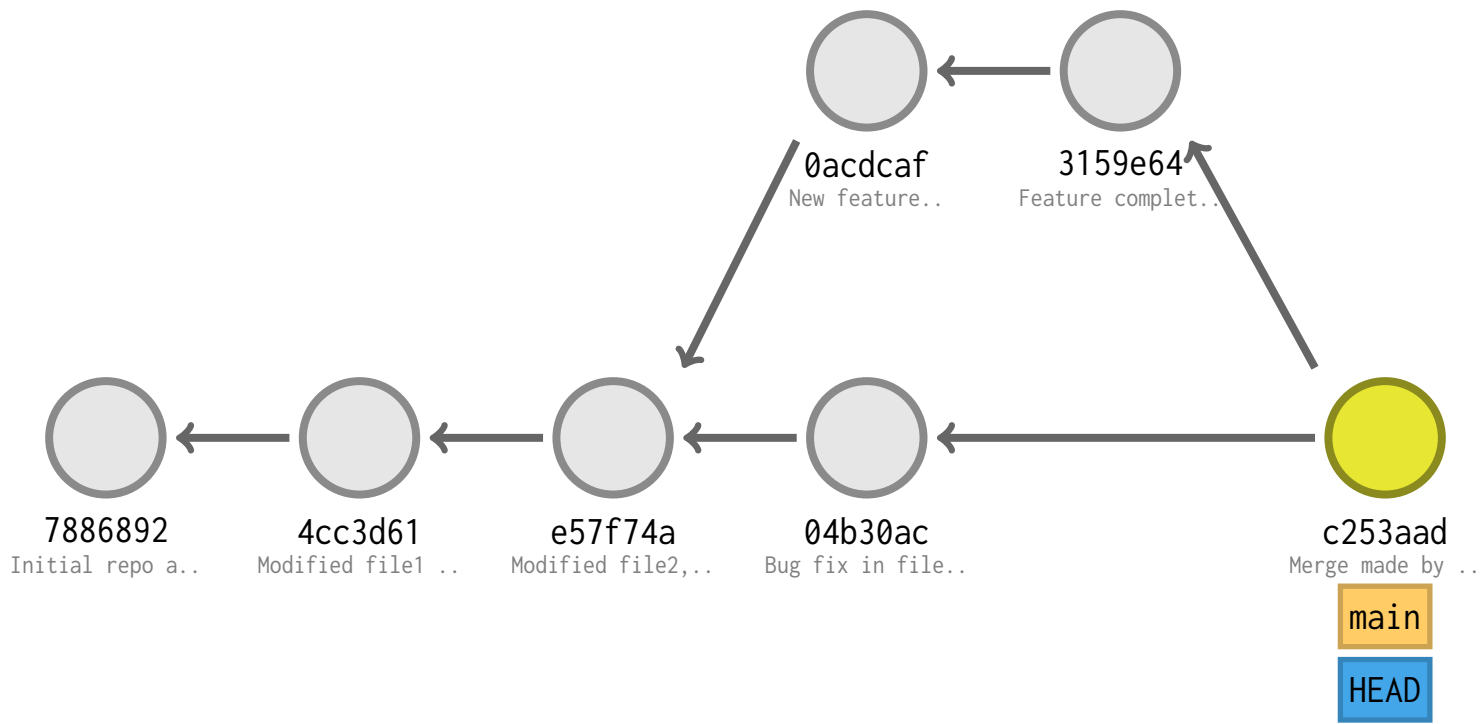 0acdcaf
New feature..
3159e64
Feature complet..
7886892
Initial repo a..
4cc3d61
Modified file1 ..
e57f74a
Modified file2,..
04b30ac
Bug fix in file..
c253aad
Merge made by ..
main
HEAD